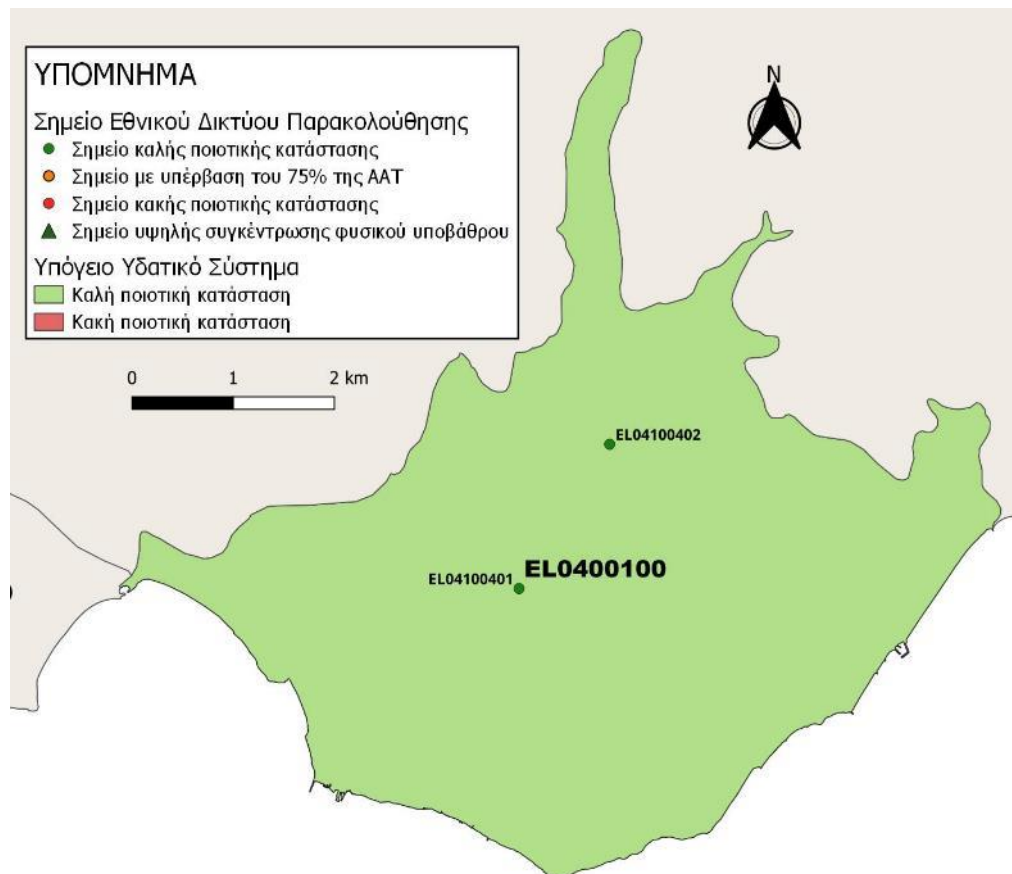 ΥΠΟΜΝΗΜΑ
Σημείο Εθνικού Δικτύου Παρακολούθησης
Σημείο καλής ποιοτικής κατάστασης
Σημείο με υπέρβαση του 75% της ΑΑΤ
Σημείο κακής ποιοτικής κατάστασης
Σημείο υψηλής συγκέντρωσης φυσικού υποβάθρου
Υπόγειο Υδατικό Σύστημα
Καλή ποιοτική κατάσταση
Κακή ποιοτική κατάσταση
N
0 1 2 km
EL04100402
EL04100401 EL0400100